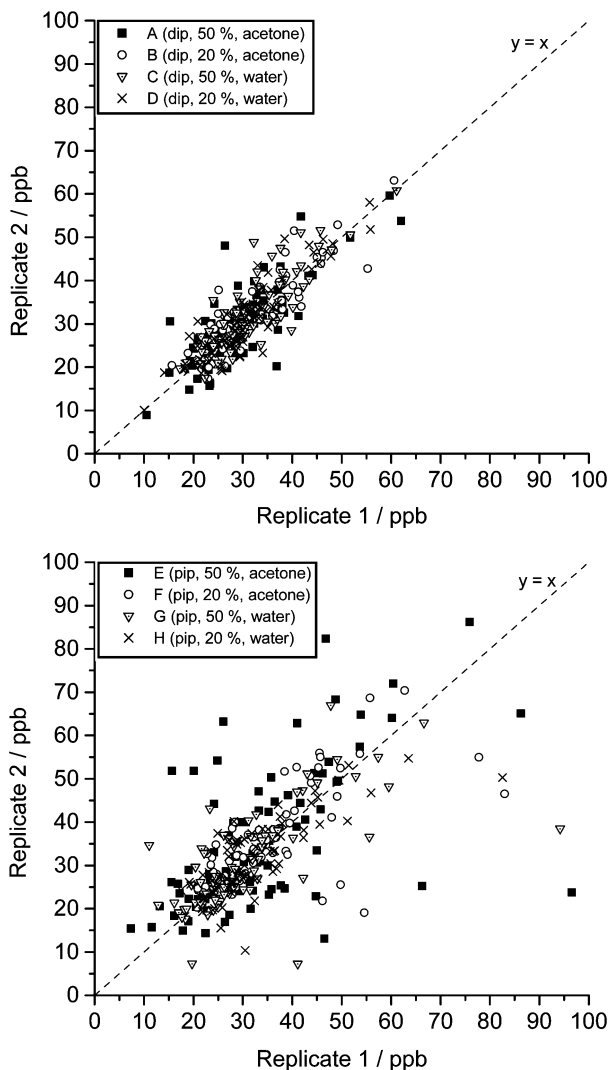 100
90
80
70
60
50
40
30
20
10
0
Replicate 2 / ppb
A (dip, 50 %, acetone)
B (dip, 20 %, acetone)
C (dip, 50 %, water)
D (dip, 20 %, water)
y = x
0 10 20 30 40 50 60 70 80 90 100
Replicate 1 / ppb
100
90
80
70
60
50
40
30
20
10
0
Replicate 2 / ppb
E (pip, 50 %, acetone)
F (pip, 20 %, acetone)
G (pip, 50 %, water)
H (pip, 20 %, water)
y = x
0 10 20 30 40 50 60 70 80 90 100
Replicate 1 / ppb